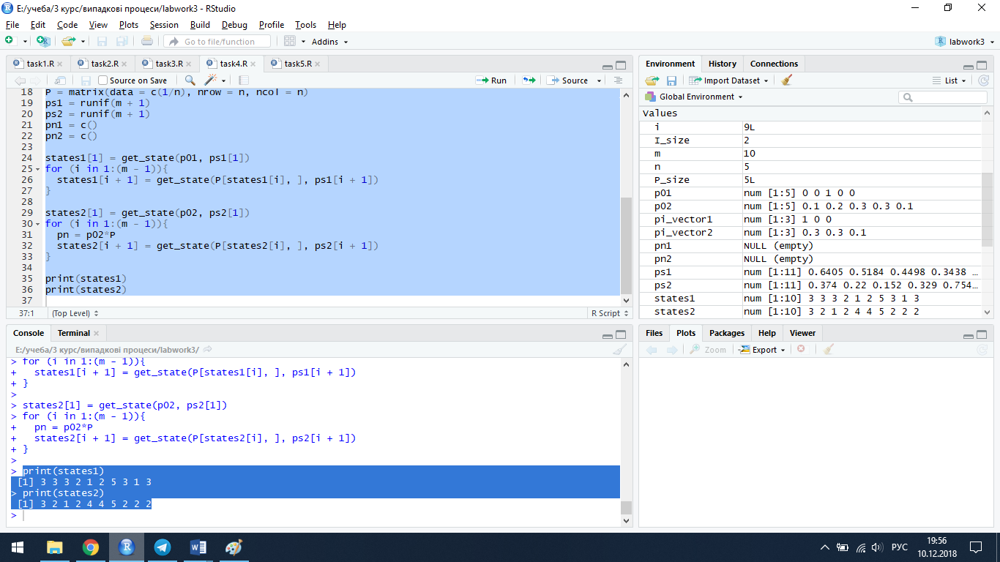 E:/учеба/3 курс/випадкові процеси/labwork3 - RStudio
File Edit Code View Plots Session Build Debug Profile Tools Help
Go to file/function Addins labwork3
task1.R task2.R task3.R task4.R task5.R
Source on Save Run Source
18 P = matrix(data = c(1/n), nrow = n, ncol = n)
19 ps1 = runif(m + 1)
20 ps2 = runif(m + 1)
21 pn1 = c()
22 pn2 = c()
23
24 states1[1] = get_state(p01, ps1[1])
25 for (i in 1:(m - 1)){
26 states1[i + 1] = get_state(P[states1[i], ], ps1[i + 1])
27 }
28
29 states2[1] = get_state(p02, ps2[1])
30 for (i in 1:(m - 1)){
31 pn = p02*P
32 states2[i + 1] = get_state(P[states2[i], ], ps2[i + 1])
33 }
34
35 print(states1)
36 print(states2)
37
37:1 (Top Level) R Script
Console Terminal
E:/учеба/3 курс/випадкові процеси/labwork3/
> for (i in 1:(m - 1)){
+ states1[i + 1] = get_state(P[states1[i], ], ps1[i + 1])
+ }
>
> states2[1] = get_state(p02, ps2[1])
> for (i in 1:(m - 1)){
+ pn = p02*P
+ states2[i + 1] = get_state(P[states2[i], ], ps2[i + 1])
+ }
>
> print(states1)
[1] 3 3 3 2 1 2 5 3 1 3
> print(states2)
[1] 3 2 1 2 4 4 5 2 2 2
>
Environment History Connections
Import Dataset List
Global Environment
Values
i 9L
I_size 2
m 10
n 5
P_size 5L
p01 num [1:5] 0 0 1 0 0
p02 num [1:5] 0.1 0.2 0.3 0.3 0.1
pi_vector1 num [1:3] 1 0 0
pi_vector2 num [1:3] 0.3 0.3 0.1
pn1 NULL (empty)
pn2 NULL (empty)
ps1 num [1:11] 0.6405 0.5184 0.4498 0.3438 …
ps2 num [1:11] 0.374 0.22 0.152 0.329 0.754…
states1 num [1:10] 3 3 3 2 1 2 5 3 1 3
states2 num [1:10] 3 2 1 2 4 4 5 2 2 2
Files Plots Packages Help Viewer
Zoom Export
РУС
19:56
10.12.2018